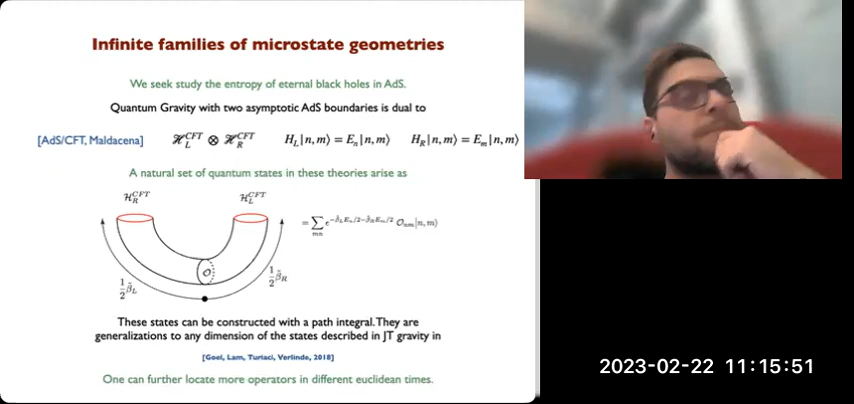 Infinite families of microstate geometries
We seek study the entropy of eternal black holes in AdS.
Quantum Gravity with two asymptotic AdS boundaries is dual to
[AdS/CFT, Maldacena] ℋ_L^{CFT} ⊗ ℋ_R^{CFT} H_L|n, m⟩ = E_n|n, m⟩ H_R|n, m⟩ = E_m|n, m⟩
A natural set of quantum states in these theories arise as
ℋ_R^{CFT} ℋ_L^{CFT}
= ∑_{mn} e^{-β̃_L E_n/2 - β̃_R E_m/2} 𝒪_{nm}|n, m⟩
𝒪
1/2 β̃_L 1/2 β̃_R
These states can be constructed with a path integral. They are
generalizations to any dimension of the states described in JT gravity in
[Goel, Lam, Turiaci, Verlinde, 2018]
One can further locate more operators in different euclidean times.
2023-02-22 11:15:51